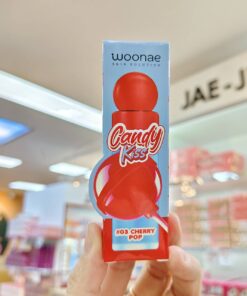 woonae
SKIN SOLUTION
JAE-J
Candy
Kiss
#03 CHERRY
POP